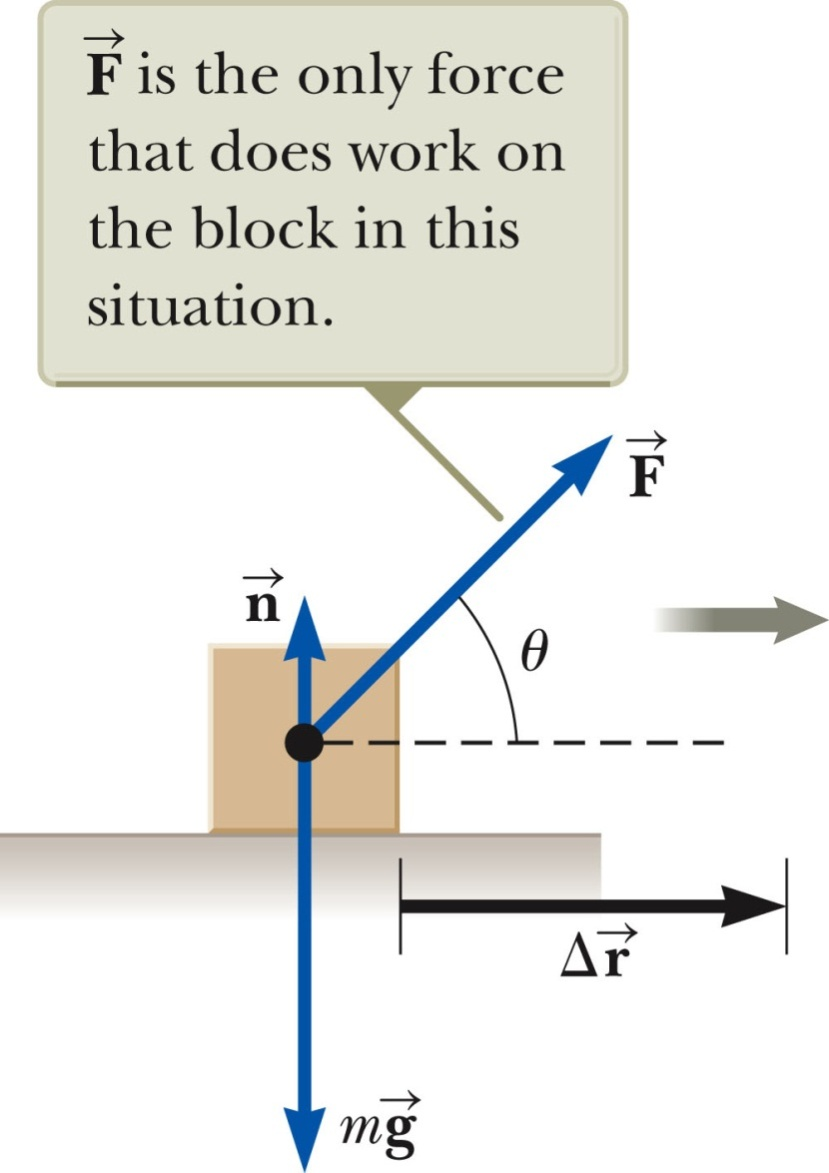 F⃗ is the only force
that does work on
the block in this
situation.
F⃗
n⃗
θ
Δr⃗
mg⃗